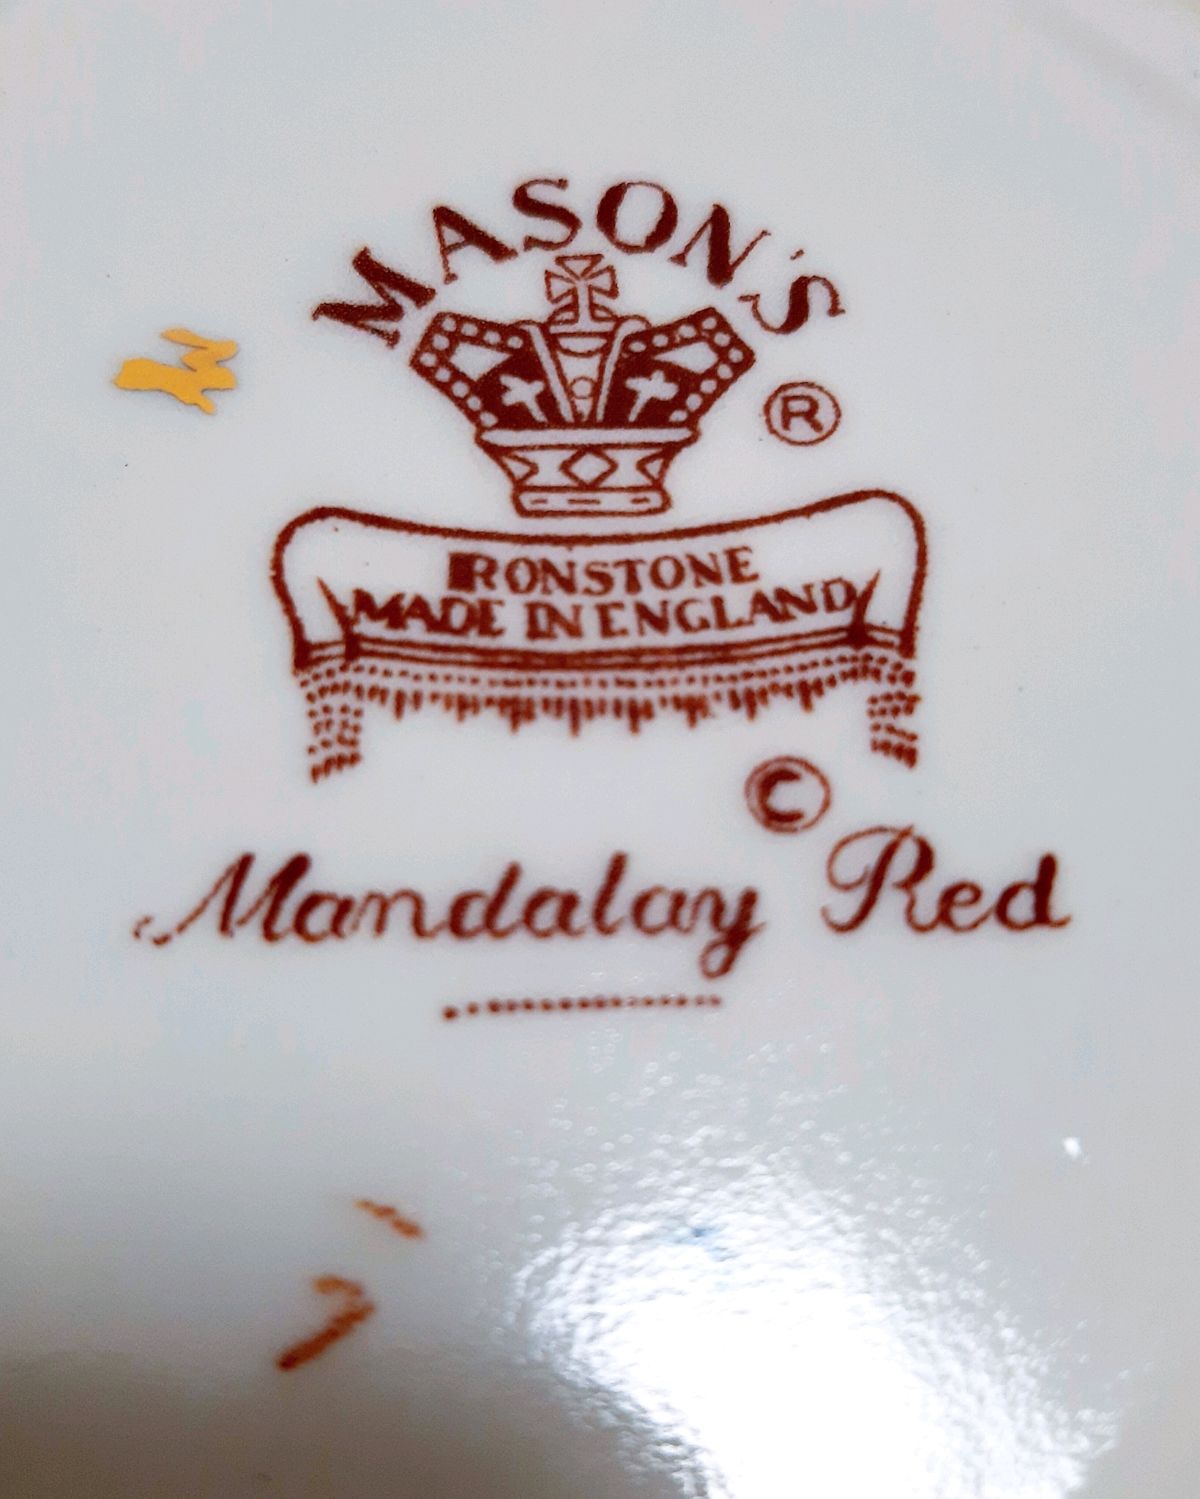 MASON'S
®
IRONSTONE
MADE IN ENGLAND
©
Mandalay Red